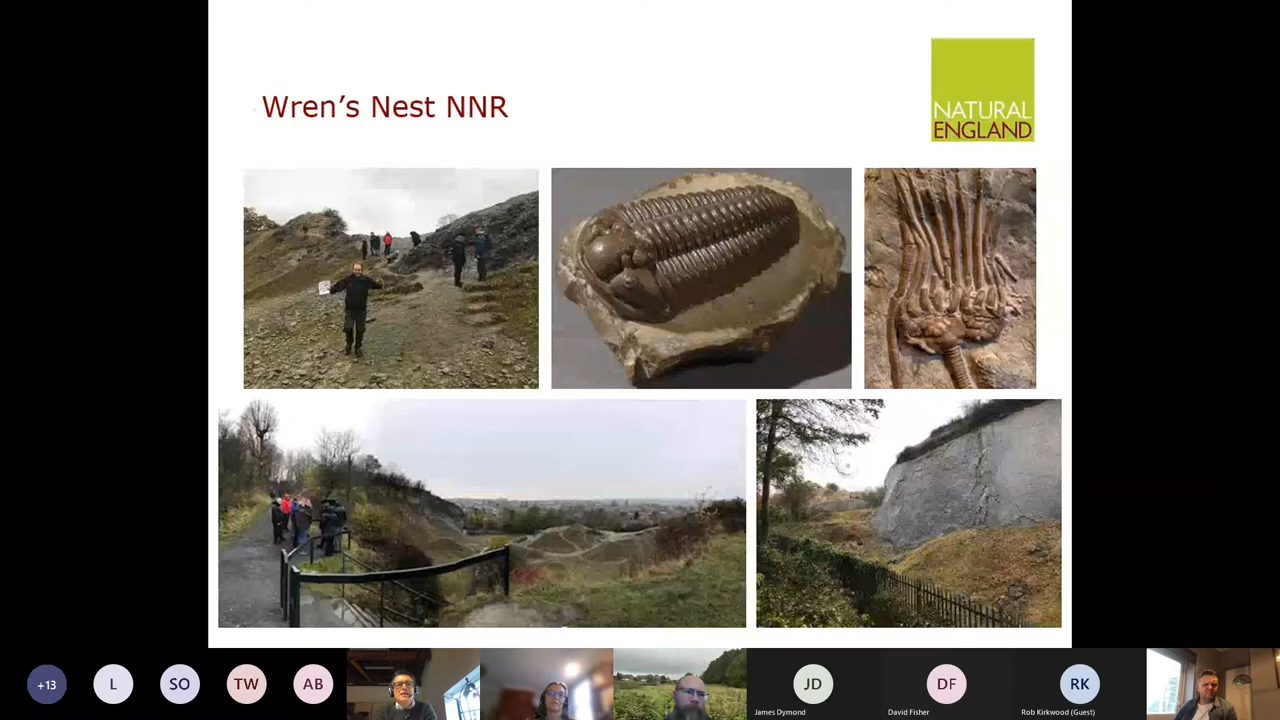 Wren's Nest NNR
NATURAL
ENGLAND
+13
L
SO
TW
AB
JD
James Dymond
DF
David Fisher
RK
Rob Kirkwood (Guest)